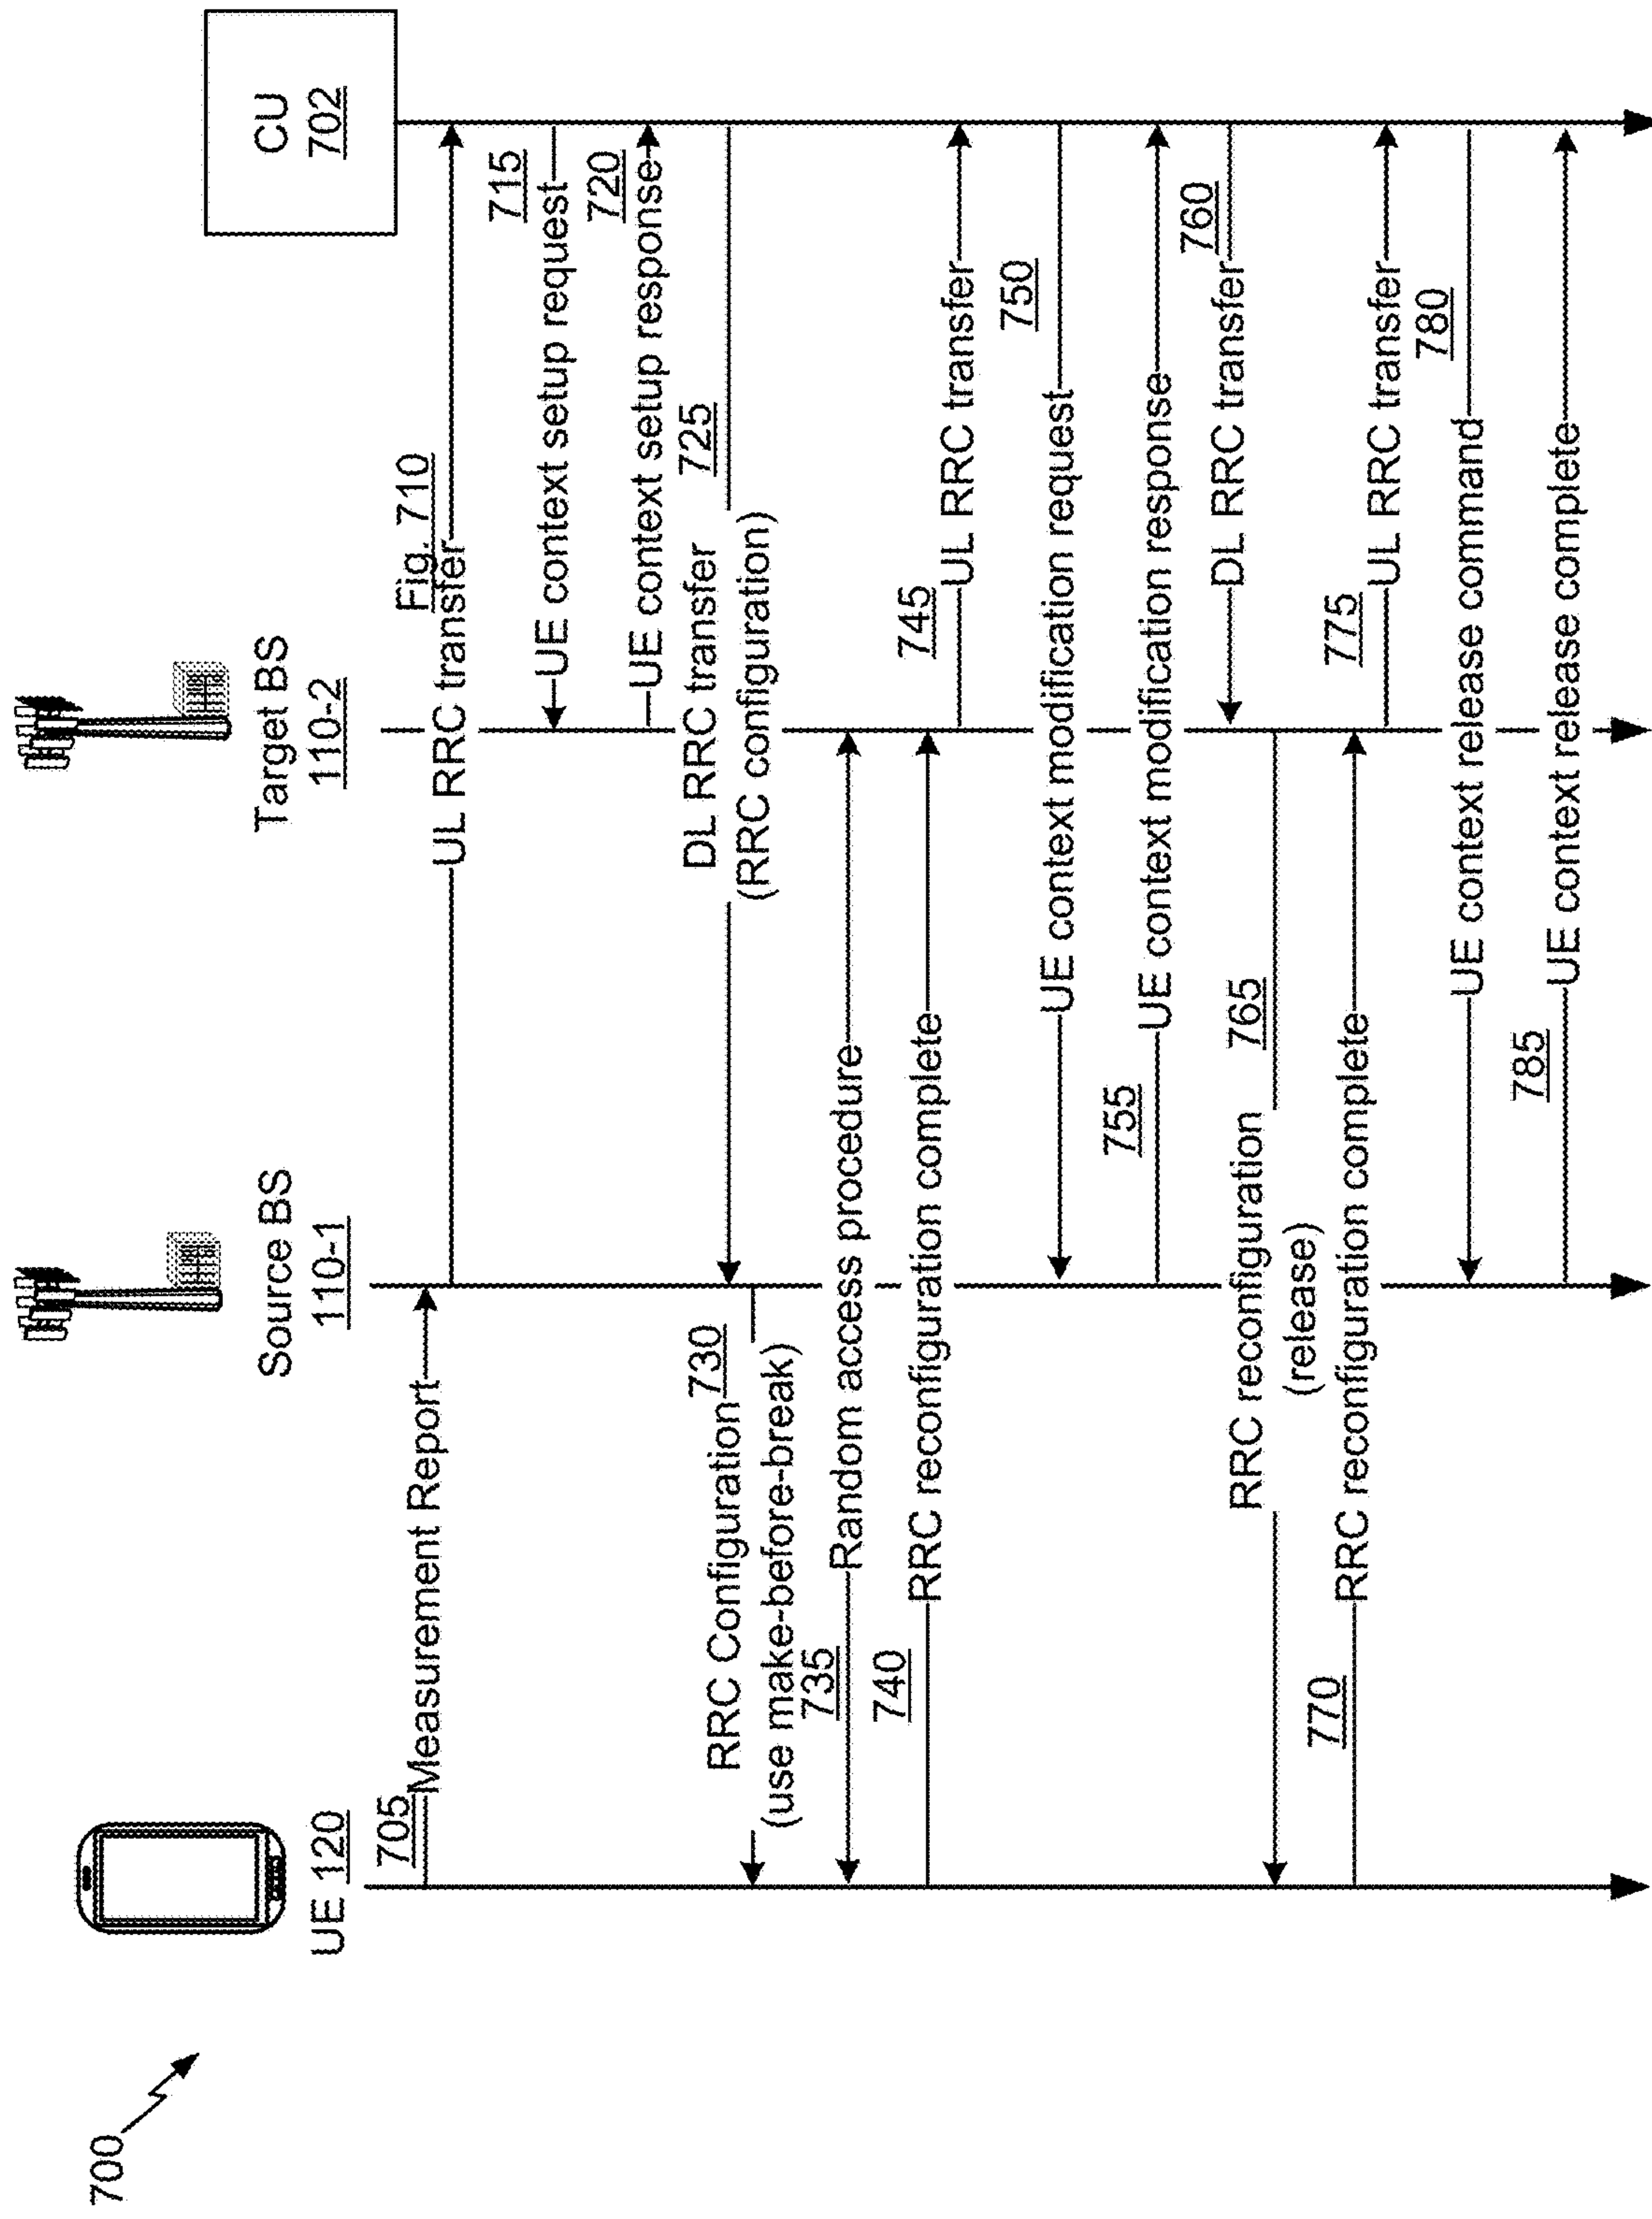 700
UE 120
Source BS
110-1
Target BS
110-2
CU
702
705
Measurement Report
Fig. 710
UL RRC transfer
715
UE context setup request
720
UE context setup response
725
DL RRC transfer
(RRC configuration)
730
RRC Configuration
(use make-before-break)
735
Random access procedure
740
RRC reconfiguration complete
745
UL RRC transfer
750
UE context modification request
755
UE context modification response
760
DL RRC transfer
765
RRC reconfiguration
(release)
770
RRC reconfiguration complete
775
UL RRC transfer
780
UE context release command
785
UE context release complete